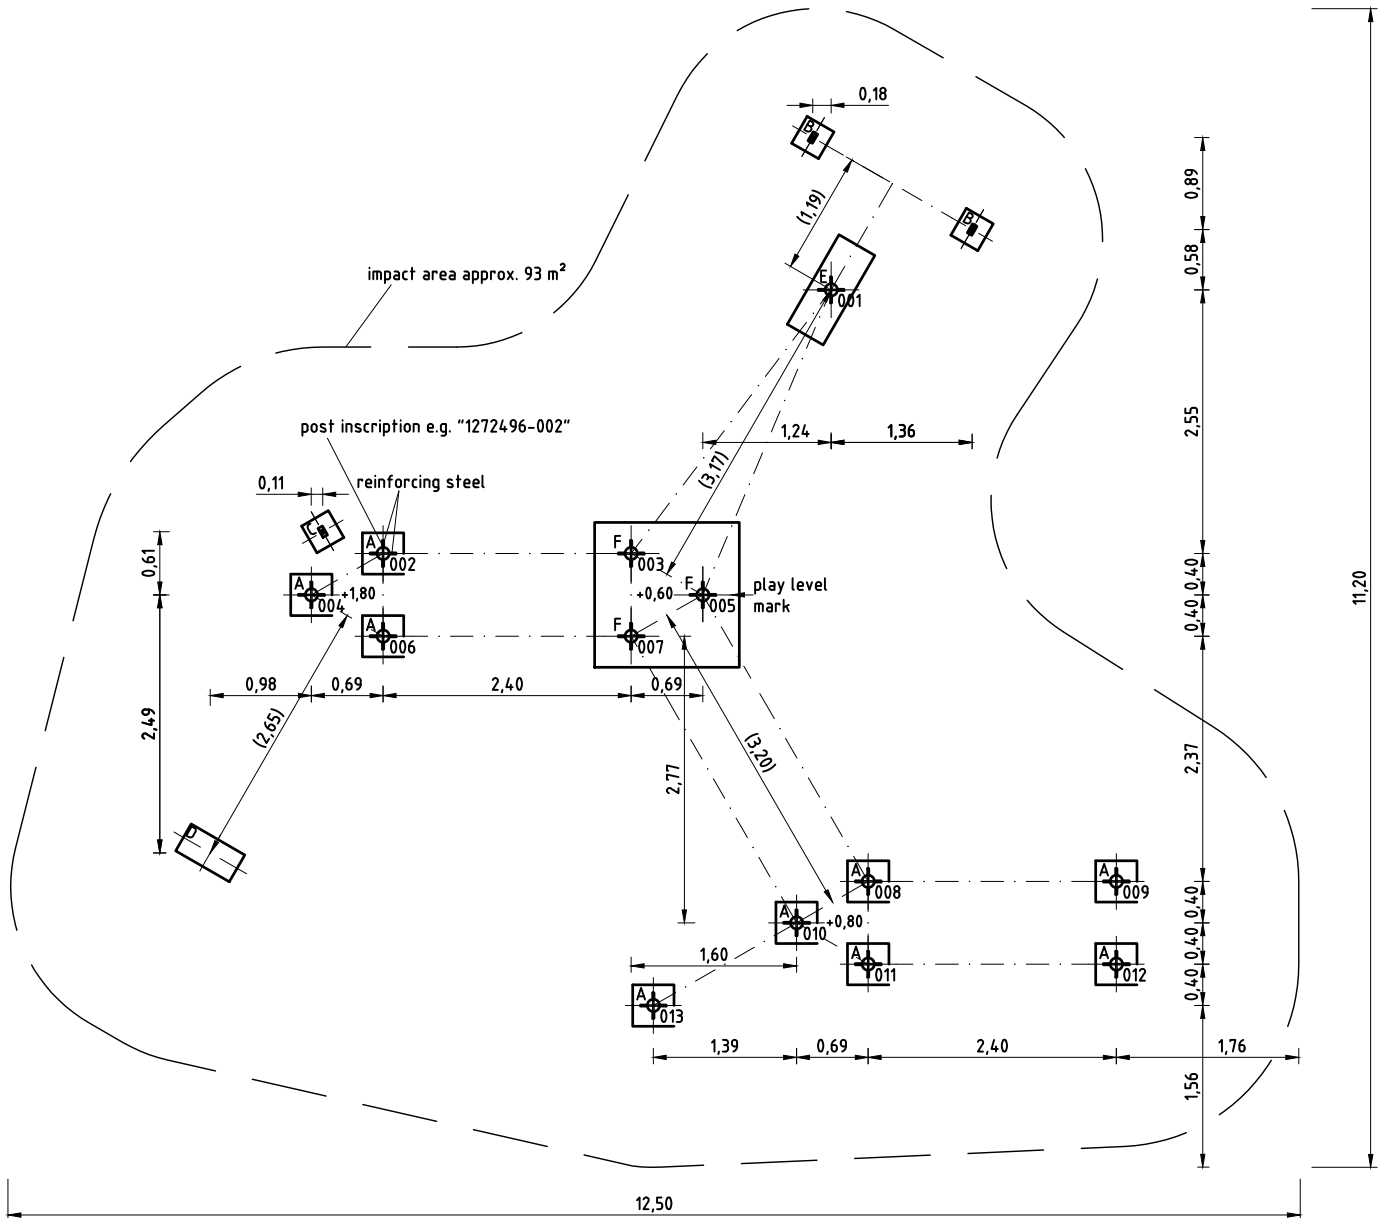 0,18
B
0,89
(1,19)
B
0,58
impact area approx. 93 m²
E
001
2,55
post inscription e.g. "1272496-002"
1,24
1,36
(3,17)
0,11
reinforcing steel
C
A
002
F
003
0,61
0,40
A
004
+1,80
+0,60
F
005
play level
mark
11,20
A
006
F
007
0,40
0,98
0,69
2,40
0,69
2,49
(2,65)
(3,20)
2,77
2,37
D
A
008
A
009
0,40
A
010
+0,80
0,40
A
011
A
012
1,60
0,40
A
013
1,39
0,69
2,40
1,76
1,56
12,50